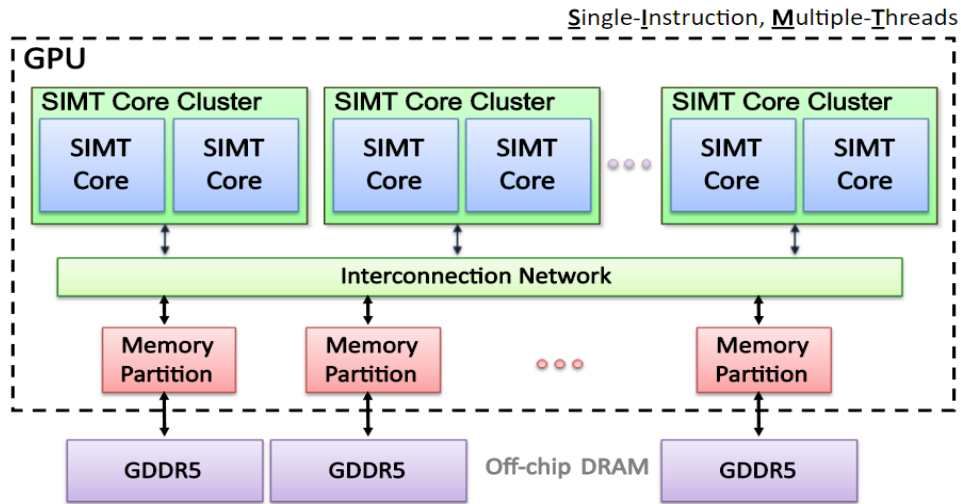 Single-Instruction, Multiple-Threads
GPU
SIMT Core Cluster
SIMT Core Cluster
SIMT Core Cluster
SIMT
Core
SIMT
Core
SIMT
Core
SIMT
Core
SIMT
Core
SIMT
Core
Interconnection Network
Memory
Partition
Memory
Partition
Memory
Partition
GDDR5
GDDR5
Off-chip DRAM
GDDR5